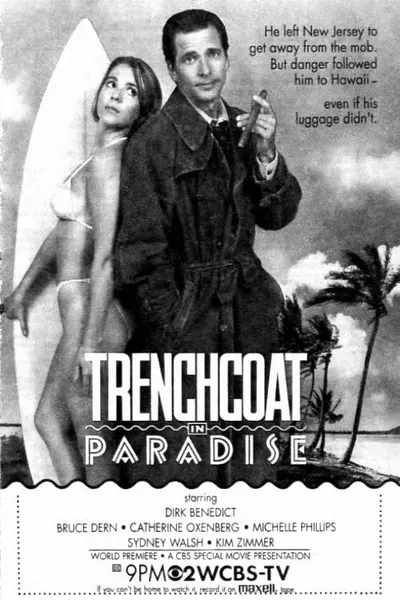 He left New Jersey to
get away from the mob.
But danger followed
him to Hawaii–
even if his
luggage didn't.
TRENCHCOAT
IN
PARADISE
starring
DIRK BENEDICT
BRUCE DERN • CATHERINE OXENBERG • MICHELLE PHILLIPS
SYDNEY WALSH • KIM ZIMMER
WORLD PREMIERE • A CBS SPECIAL MOVIE PRESENTATION
9PM 2WCBS-TV
If you can't be home to watch it, record it on maxell. tape.